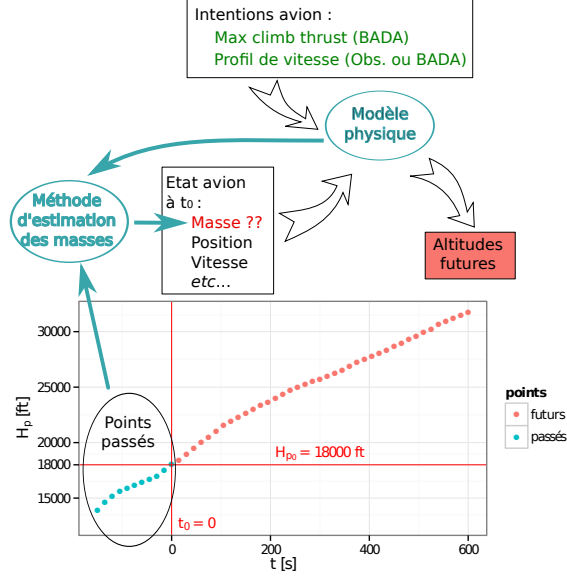 Intentions avion :
Max climb thrust (BADA)
Profil de vitesse (Obs. ou BADA)
Modèle
physique
Méthode
d'estimation
des masses
Etat avion
à t0 :
Masse ??
Position
Vitesse
etc...
Altitudes
futures
30000
25000
20000
18000
15000
Hp [ft]
Points
passés
Hp0 = 18000 ft
t0 = 0
0
200
400
600
t [s]
points
futurs
passés